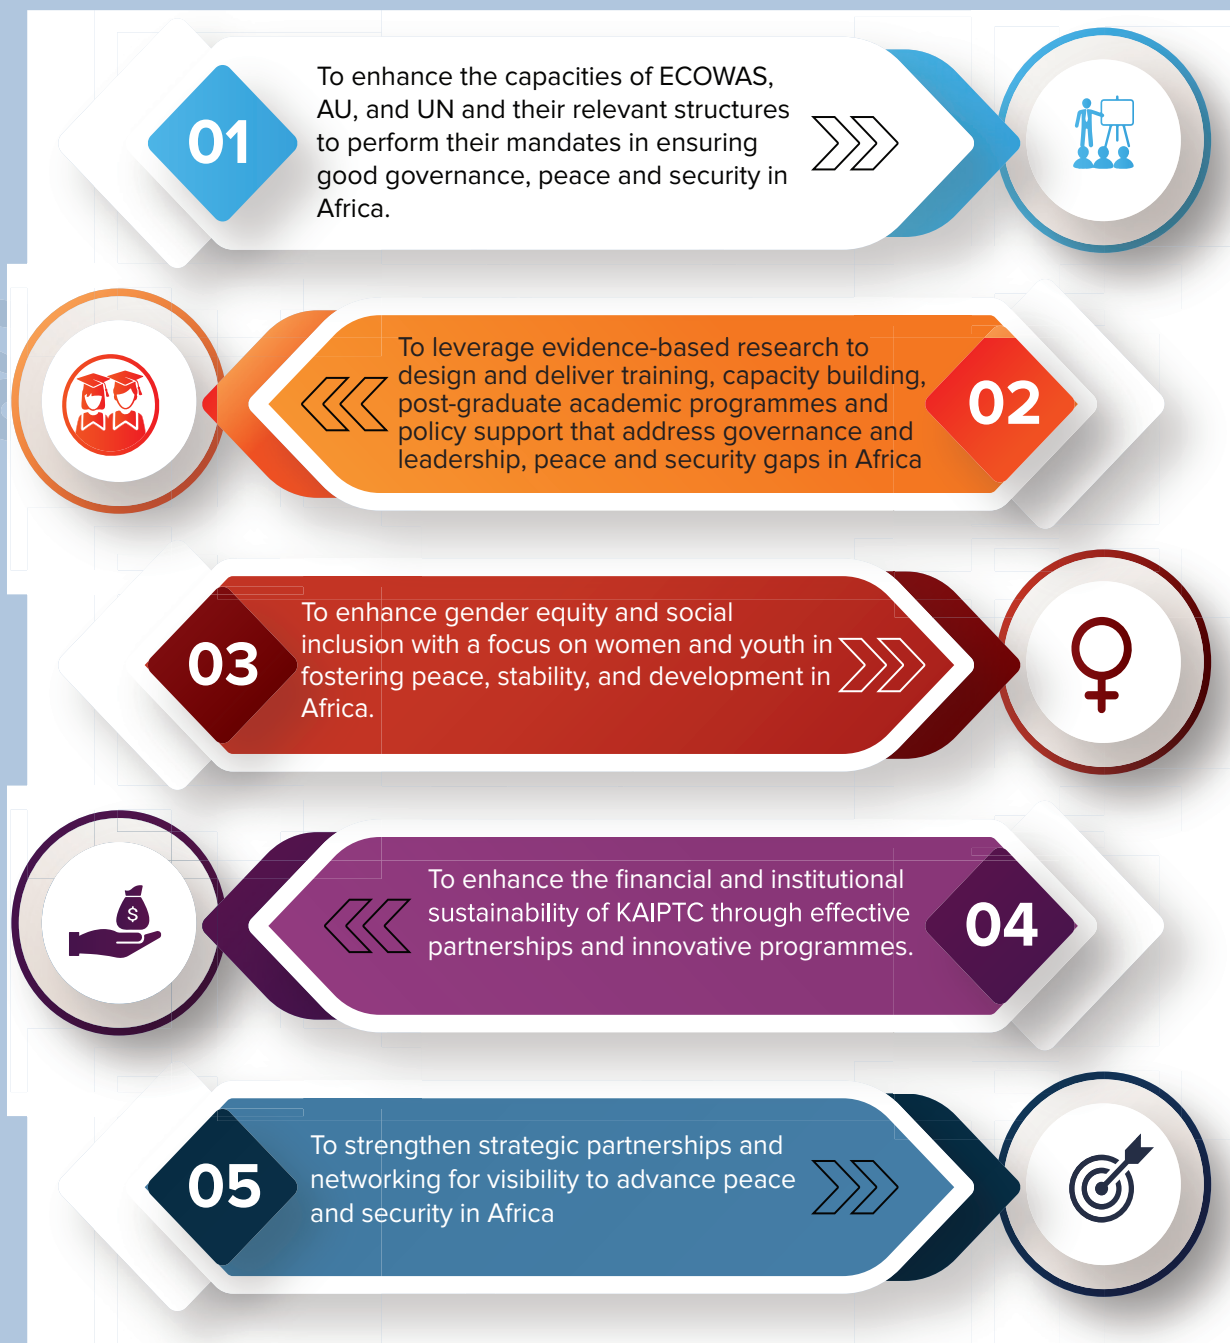 01
To enhance the capacities of ECOWAS,
AU, and UN and their relevant structures
to perform their mandates in ensuring
good governance, peace and security in
Africa.
To leverage evidence-based research to
design and deliver training, capacity building,
post-graduate academic programmes and
policy support that address governance and
leadership, peace and security gaps in Africa
02
03
To enhance gender equity and social
inclusion with a focus on women and youth in
fostering peace, stability, and development in
Africa.
$
To enhance the financial and institutional
sustainability of KAIPTC through effective
partnerships and innovative programmes.
04
05
To strengthen strategic partnerships and
networking for visibility to advance peace
and security in Africa